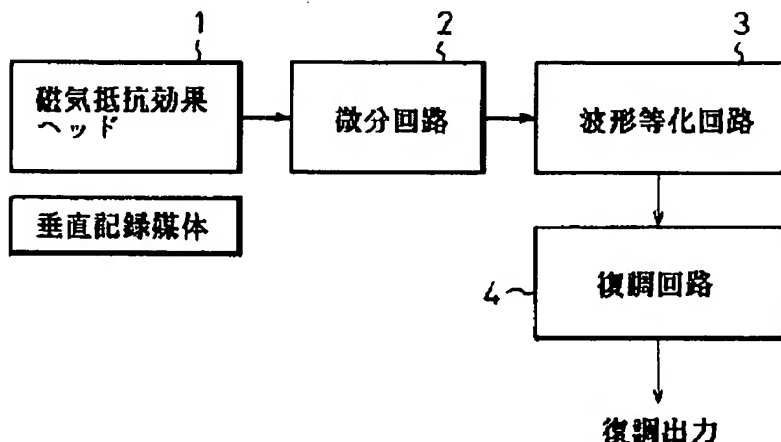 1
磁気抵抗効果
ヘッド
垂直記録媒体
2
微分回路
3
波形等化回路
4
復調回路
復調出力